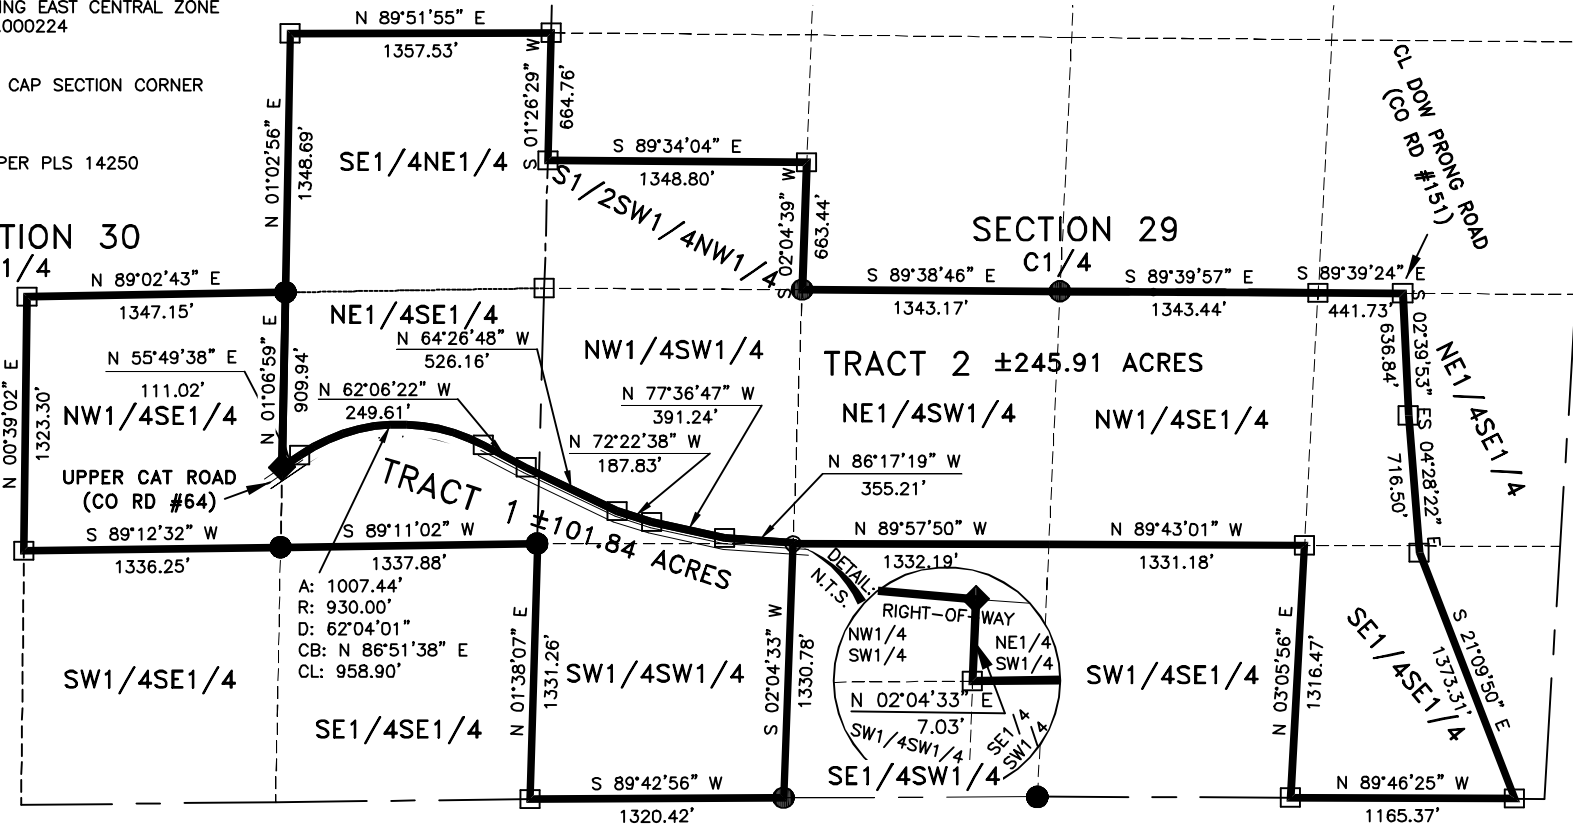 ING EAST CENTRAL ZONE
.000224
CAP SECTION CORNER
PER PLS 14250
TION 30
1/4
N 89°51'55" E
1357.53'
N 01°02'56" E
1348.69'
SE1/4NE1/4
S 01°26'29" W
664.76'
S 89°34'04" E
1348.80'
S1/2SW1/4NW1/4
S 02°04'39" W
663.44'
SECTION 29
C1/4
CL DOW PRONG ROAD
(CO RD #151)
N 89°02'43" E
1347.15'
S 89°38'46" E
1343.17'
S 89°39'57" E
1343.44'
S 89°39'24" E
441.73'
N 00°39'02" E
1323.30'
N 55°49'38" E
111.02'
NW1/4SE1/4
N 01°06'59" E
909.94'
NE1/4SE1/4
N 64°26'48" W
526.16'
N 62°06'22" W
249.61'
NW1/4SW1/4
N 77°36'47" W
391.24'
N 72°22'38" W
187.83'
TRACT 2 ±245.91 ACRES
NE1/4SW1/4
NW1/4SE1/4
S 02°39'53" E
636.84'
NE1/4SE1/4
S 04°28'22" E
716.50'
UPPER CAT ROAD
(CO RD #64)
TRACT 1 ±101.84 ACRES
N 86°17'19" W
355.21'
S 89°12'32" W
1336.25'
S 89°11'02" W
1337.88'
N 89°57'50" W
1332.19'
N 89°43'01" W
1331.18'
A: 1007.44'
R: 930.00'
D: 62°04'01"
CB: N 86°51'38" E
CL: 958.90'
DETAIL:
N.T.S.
RIGHT-OF-WAY
NW1/4
SW1/4
NE1/4
SW1/4
N 02°04'33" E
7.03'
SW1/4SW1/4
SE1/4
SW1/4
SW1/4SE1/4
SE1/4SE1/4
N 01°38'07" E
1331.26'
SW1/4SW1/4
S 02°04'33" W
1330.78'
SE1/4SW1/4
SW1/4SE1/4
N 03°05'56" E
1316.47'
SE1/4SE1/4
S 21°09'50" E
1373.31'
S 89°42'56" W
1320.42'
N 89°46'25" W
1165.37'